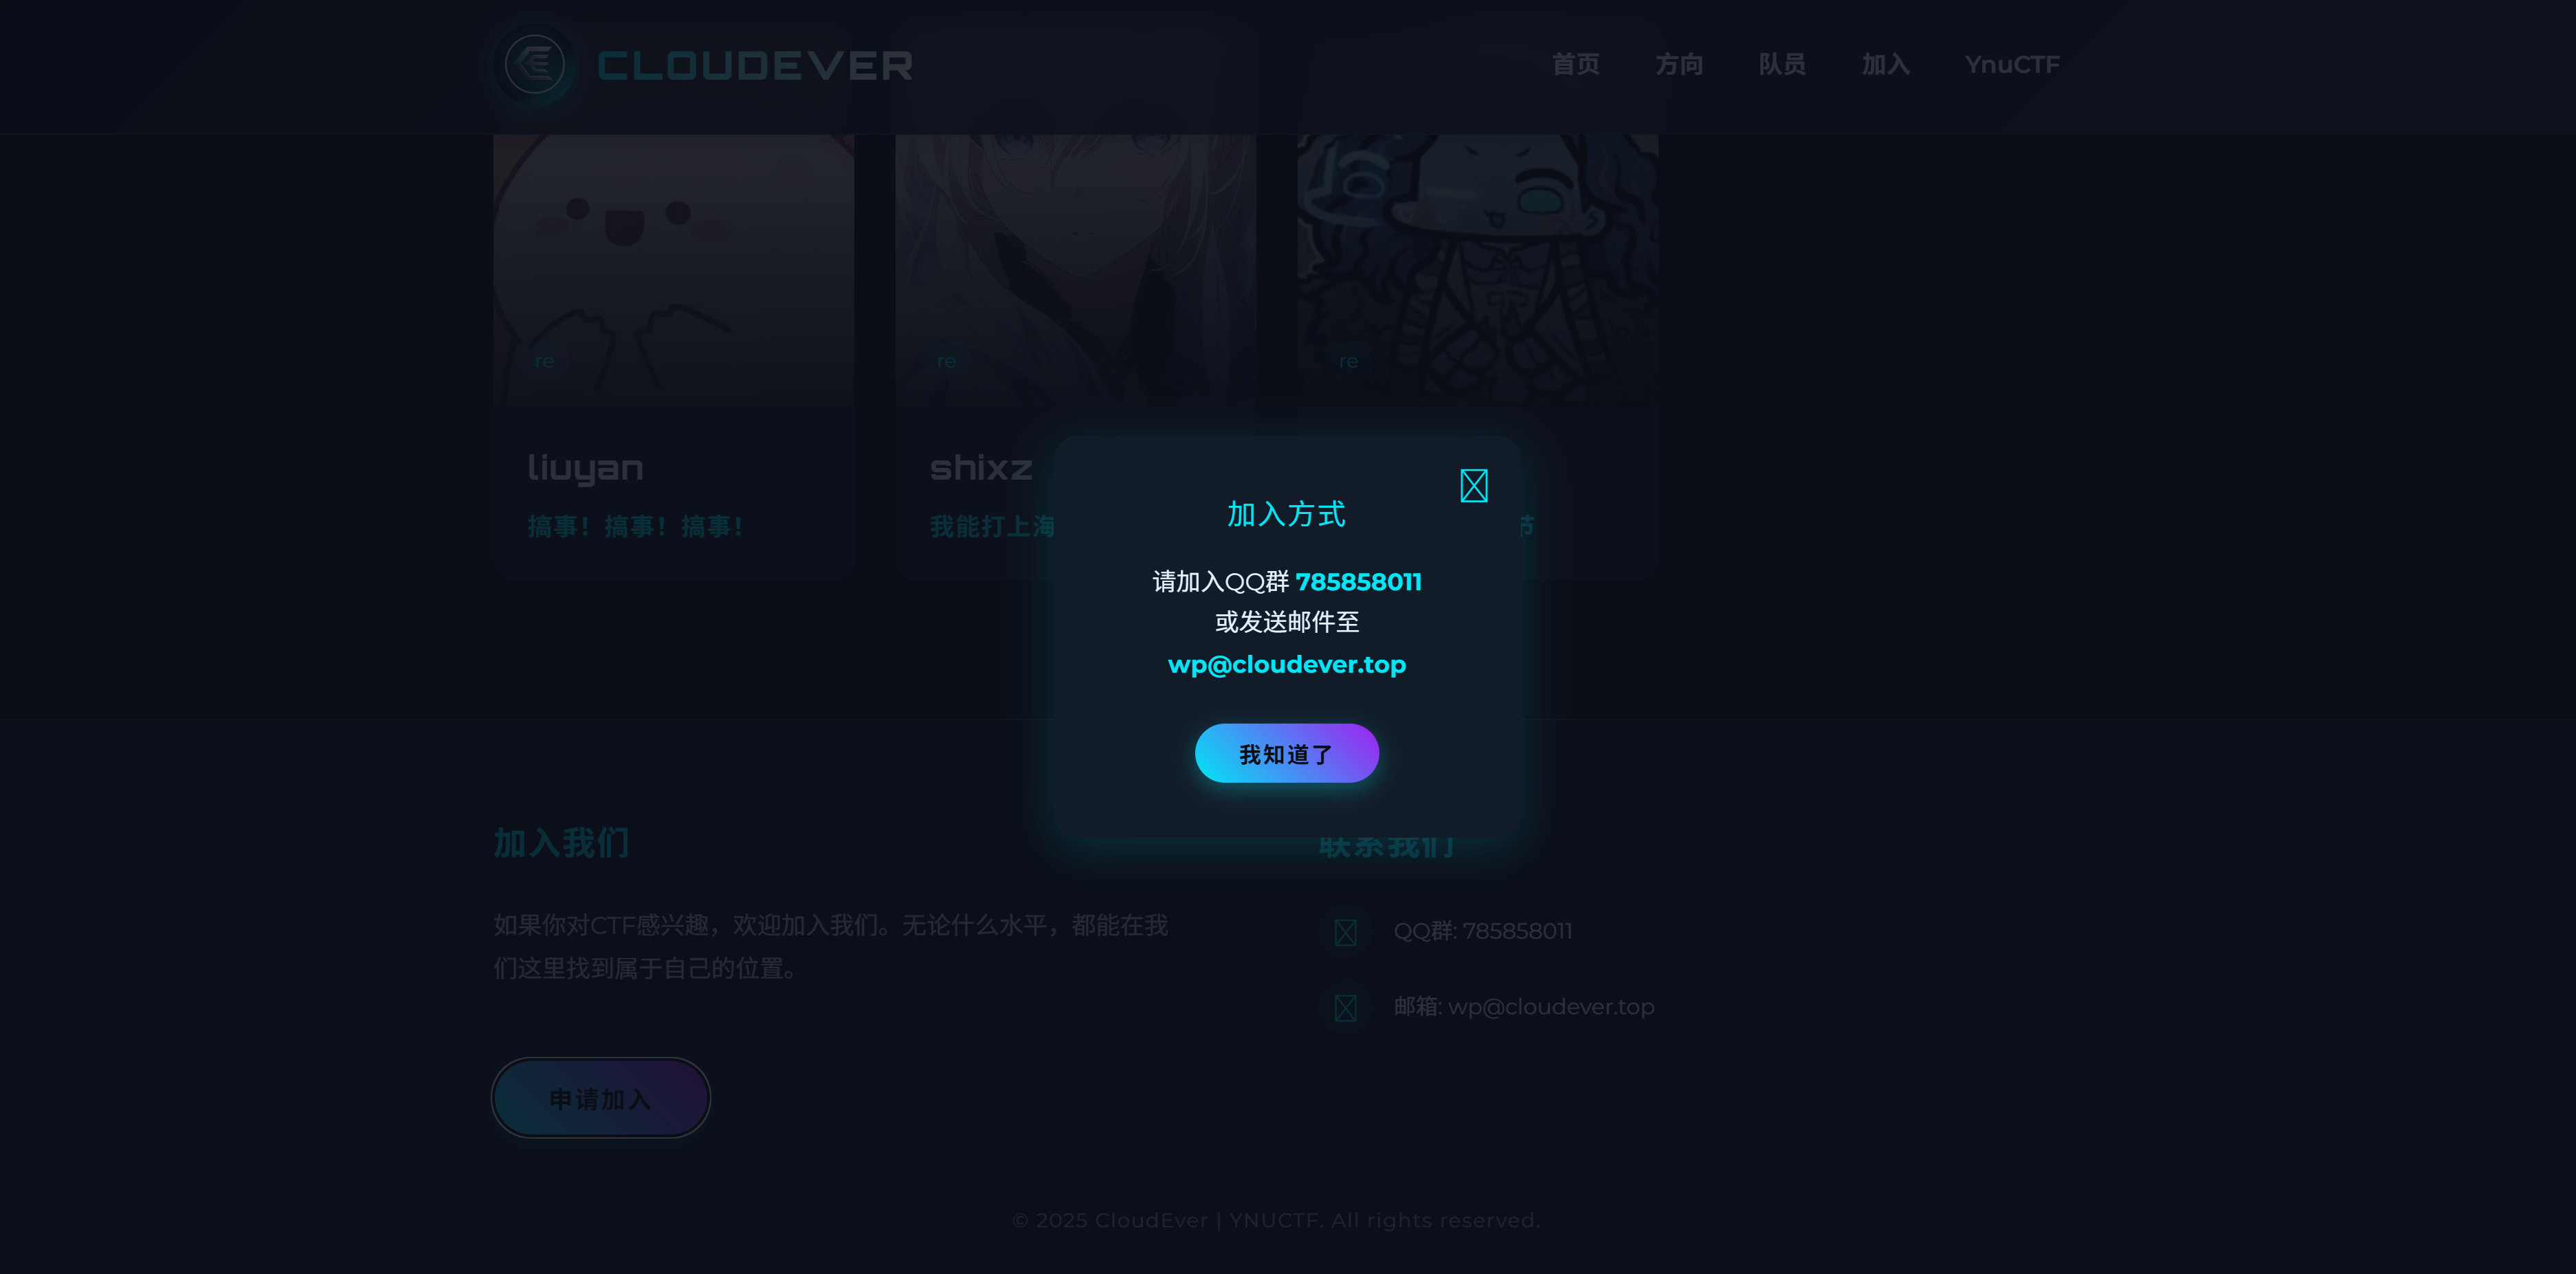 CLOUDEVER
首页 方向 队员 加入 YnuCTF
re re re
liuyan shixz
搞事！搞事！搞事！ 我能打上海 节
加入方式
请加入QQ群 785858011
或发送邮件至
wp@cloudever.top
我知道了
加入我们
如果你对CTF感兴趣，欢迎加入我们。无论什么水平，都能在我
们这里找到属于自己的位置。
申请加入
联系我们
QQ群: 785858011
邮箱: wp@cloudever.top
© 2025 CloudEver | YNUCTF. All rights reserved.